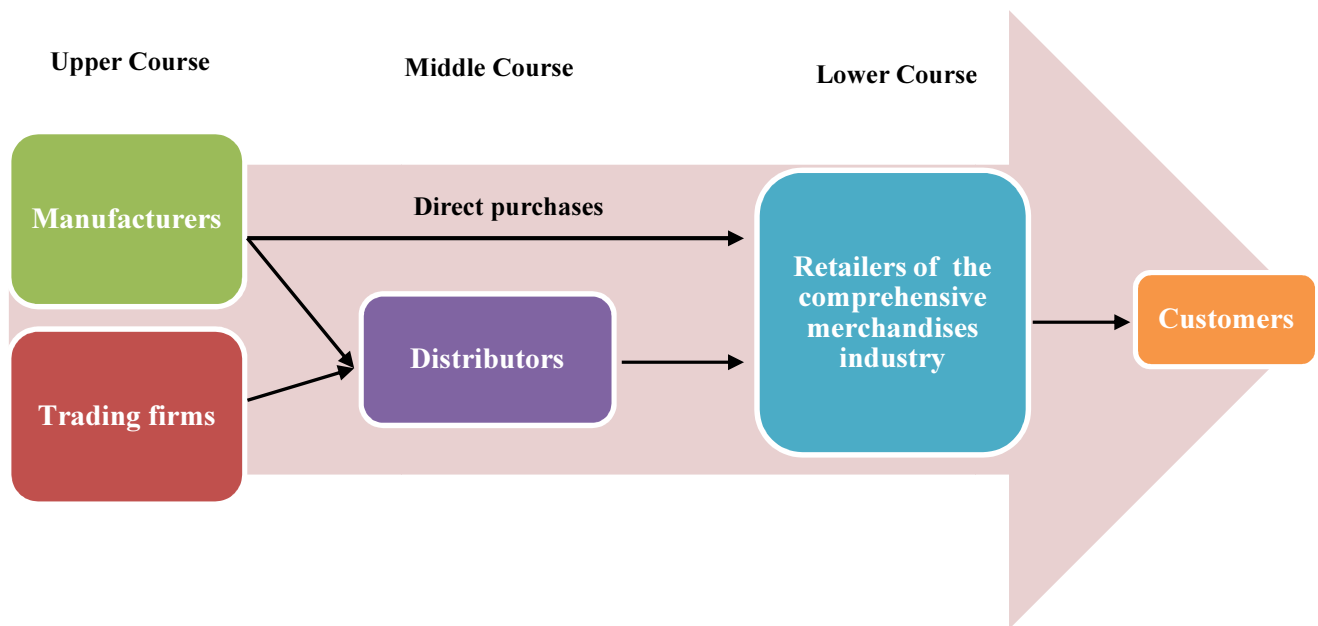 Upper Course
Middle Course
Lower Course
Manufacturers
Direct purchases
Retailers of  the
comprehensive
merchandises
industry
Customers
Distributors
Trading firms